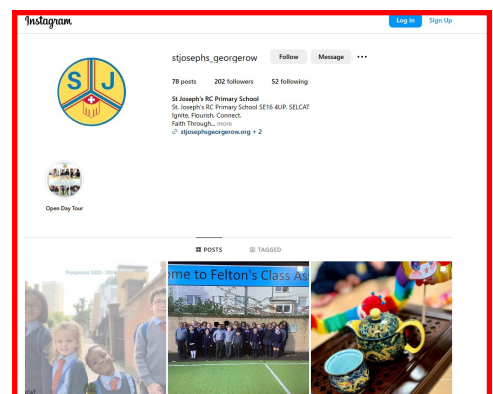 Instagram
Log In
Sign Up
stjosephs_georgerow
Follow
Message
78 posts
202 followers
52 following
St Joseph's RC Primary School
St. Joseph's RC Primary School SE16 4UP. SELCAT
Ignite, Flourish, Connect.
Faith Through... more
stjosephsgeorgerow.org + 2
S J
Open Day Tour
POSTS
TAGGED
Prospectus 2023 - 2024
ome to Felton's Class As